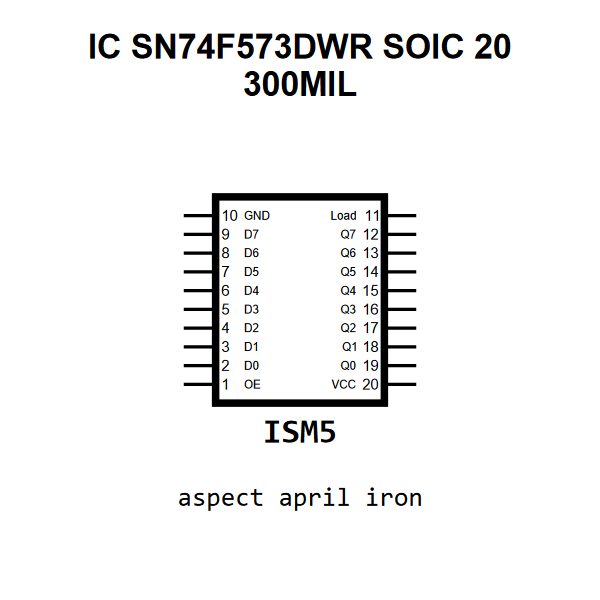 IC SN74F573DWR SOIC 20
300MIL
10 GND Load 11
9 D7 Q7 12
8 D6 Q6 13
7 D5 Q5 14
6 D4 Q4 15
5 D3 Q3 16
4 D2 Q2 17
3 D1 Q1 18
2 D0 Q0 19
1 OE VCC 20
ISM5
aspect april iron